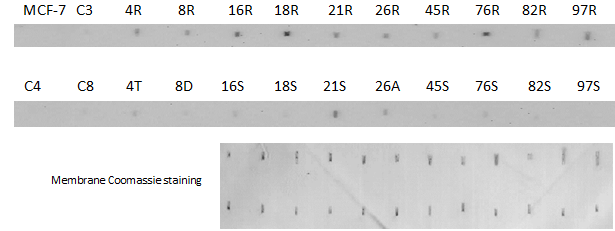 MCF-7 C3 4R 8R 16R 18R 21R 26R 45R 76R 82R 97R
C4 C8 4T 8D 16S 18S 21S 26A 45S 76S 82S 97S
Membrane Coomassie staining